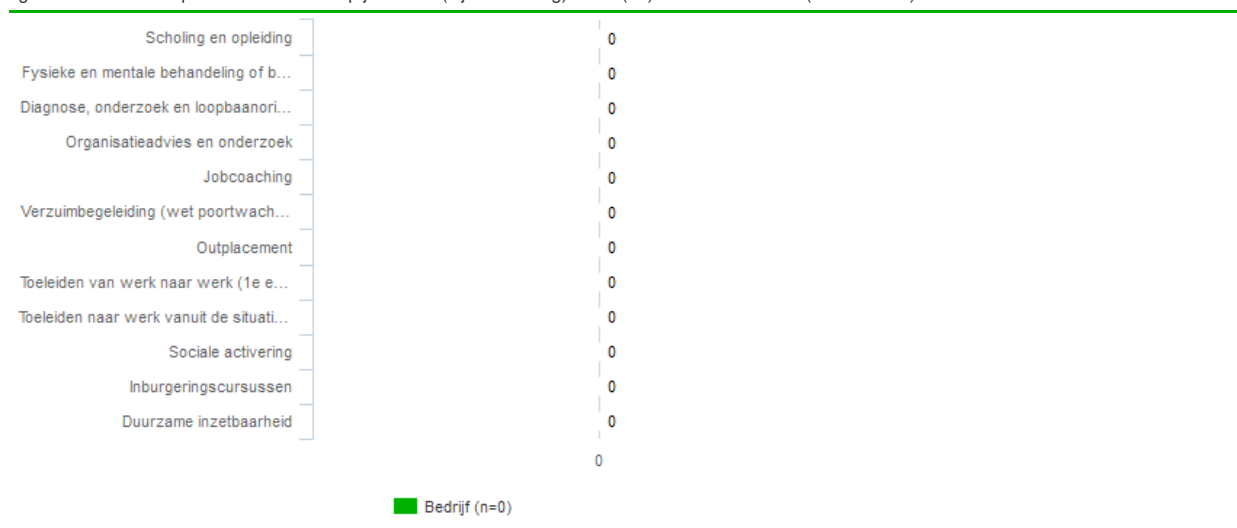 Scholing en opleiding 0
Fysieke en mentale behandeling of b... 0
Diagnose, onderzoek en loopbaanori... 0
Organisatieadvies en onderzoek 0
Jobcoaching 0
Verzuimbegeleiding (wet poortwach... 0
Outplacement 0
Toeleiden van werk naar werk (1e e... 0
Toeleiden naar werk vanuit de situati... 0
Sociale activering 0
Inburgeringscursussen 0
Duurzame inzetbaarheid 0
0
Bedrijf (n=0)